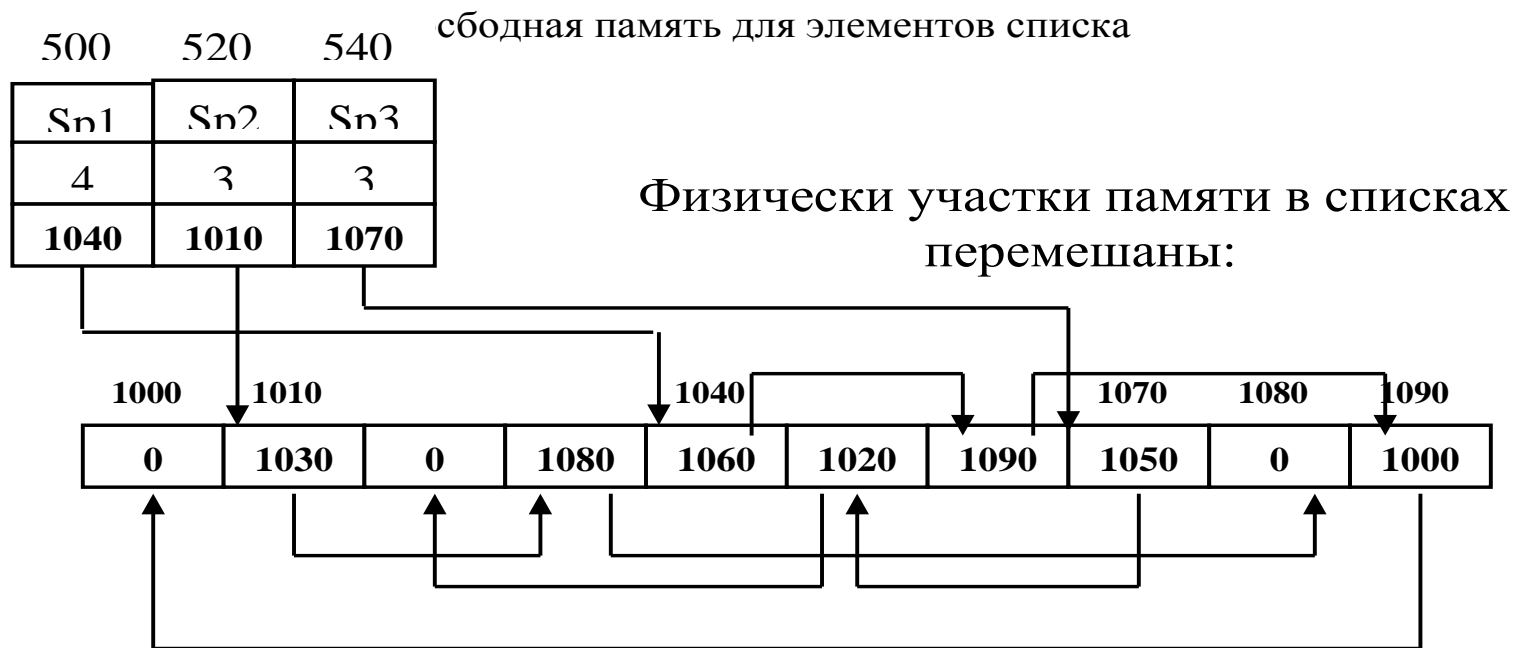 сбодная память для элементов списка
500 520 540
Sp1 Sp2 Sp3
4 3 3
1040 1010 1070
Физически участки памяти в списках
перемешаны:
1000 1010 1040 1070 1080 1090
0 1030 0 1080 1060 1020 1090 1050 0 1000